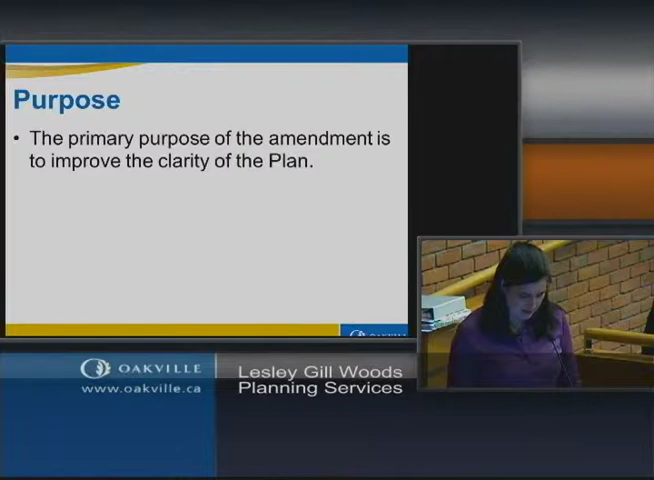 Purpose
• The primary purpose of the amendment is
to improve the clarity of the Plan.
OAKVILLE
OAKVILLE
www.oakville.ca
Lesley Gill Woods
Planning Services